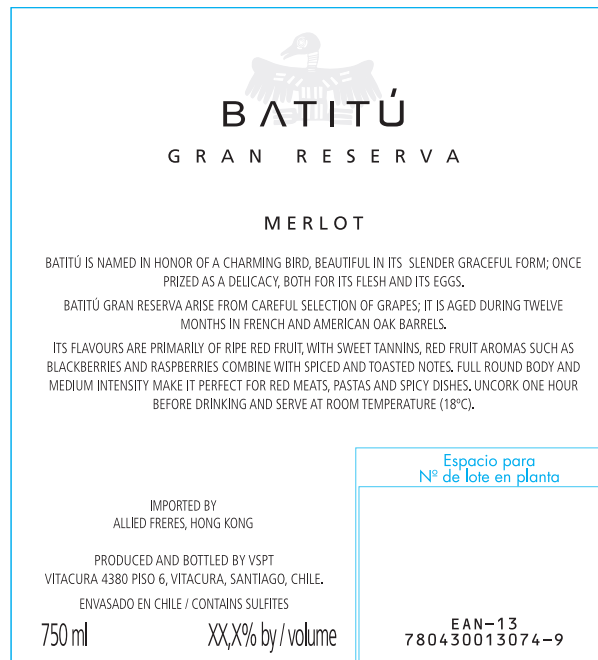 BATITÚ
GRAN RESERVA
MERLOT
BATITÚ IS NAMED IN HONOR OF A CHARMING BIRD, BEAUTIFUL IN ITS SLENDER GRACEFUL FORM; ONCE
PRIZED AS A DELICACY, BOTH FOR ITS FLESH AND ITS EGGS.
BATITÚ GRAN RESERVA ARISE FROM CAREFUL SELECTION OF GRAPES; IT IS AGED DURING TWELVE
MONTHS IN FRENCH AND AMERICAN OAK BARRELS.
ITS FLAVOURS ARE PRIMARILY OF RIPE RED FRUIT, WITH SWEET TANNINS, RED FRUIT AROMAS SUCH AS
BLACKBERRIES AND RASPBERRIES COMBINE WITH SPICED AND TOASTED NOTES. FULL ROUND BODY AND
MEDIUM INTENSITY MAKE IT PERFECT FOR RED MEATS, PASTAS AND SPICY DISHES. UNCORK ONE HOUR
BEFORE DRINKING AND SERVE AT ROOM TEMPERATURE (18ºC).
Espacio para
Nº de lote en planta
IMPORTED BY
ALLIED FRERES, HONG KONG
PRODUCED AND BOTTLED BY VSPT
VITACURA 4380 PISO 6, VITACURA, SANTIAGO, CHILE.
ENVASADO EN CHILE / CONTAINS SULFITES
750 ml XX,X% by / volume
EAN-13
780430013074-9